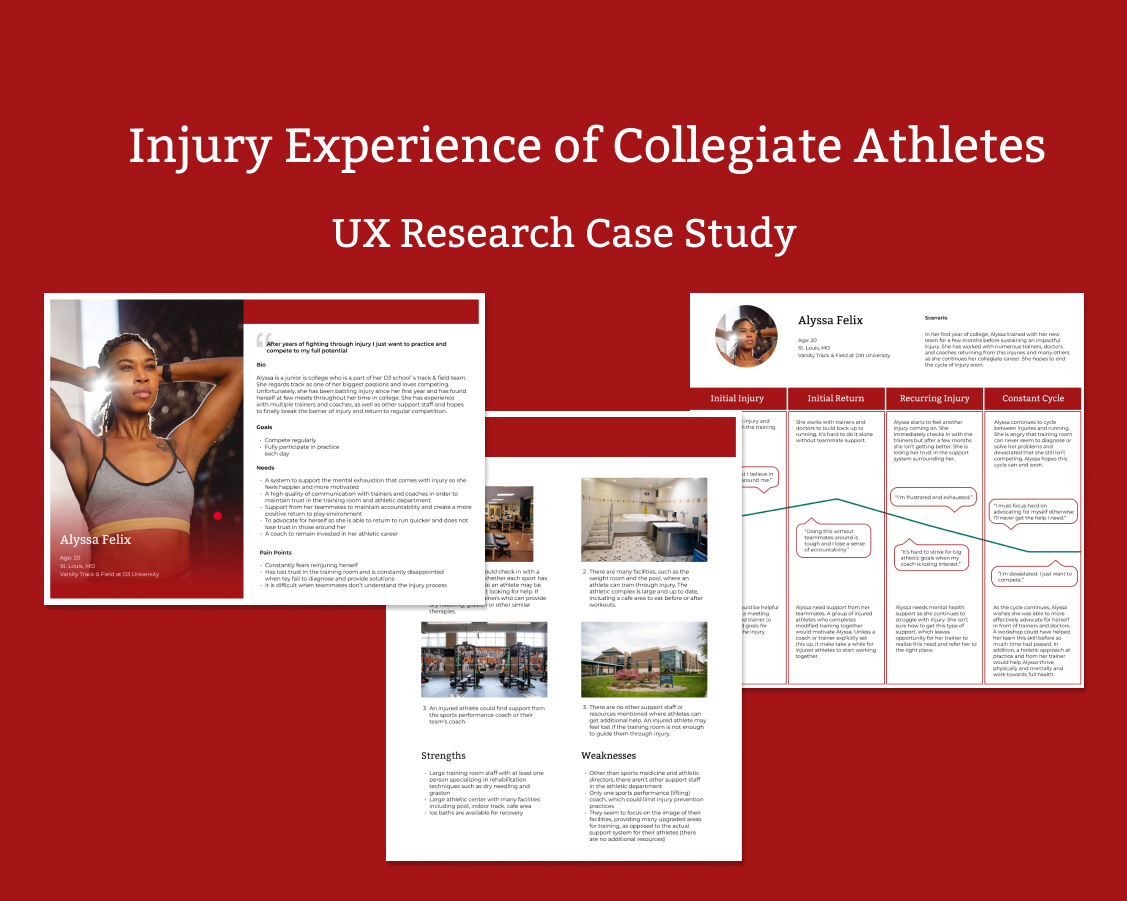 Injury Experience of Collegiate Athletes
UX Research Case Study
After years of fighting through injury I just want to practice and
compete to my full potential
Bio
Alyssa is a junior is college who is a part of her D3 school' s track & field team.
She regards track as one of her biggest passions and loves competing.
Unfortunately, she has been battling injury since her first year and has found
herself at few meets throughout her time in college. She has experience
with multiple trainers and coaches, as well as other support staff and hopes
to finally break the barrier of injury and return to regular competition.
Goals
- Compete regularly
- Fully participate in practice
each day
Needs
- A system to support the mental exhaustion that comes with injury so she
feels happier and more motivated
- A high quality of communication with trainers and coaches in order to
maintain trust in the training room and athletic department
- Support from her teammates to maintain accountability and create a more
positive return to play environment
- To advocate for herself so she is able to return to run quicker and does not
lose trust in those around her
- A coach to remain invested in her athletic career
Pain Points
- Constantly fears reinjuring herself
- Has lost trust in the training room and is constantly disappointed
when tey fail to diagnose and provide solutions
- It is difficult when teammates don't understand the injury process
Alyssa Felix
Age: 20
St. Louis, MO
Varsity Track & Field at D3 University
Alyssa Felix
Age: 20
St. Louis, MO
Varsity Track & Field at DIII University
Scenario
In her first year of college, Alyssa trained with her new
team for a few months before sustaining an impactful
injury. She has worked with numerous trainers, doctors
and coaches returning from this injuries and many others
as she continues her collegiate career. She hopes to end
the cycle of injury soon.
Initial Injury
Initial Return
Recurring Injury
Constant Cycle
injury and
n the training
t I believe in
around me."
ould be helpful
a meeting
d trainer to
goals for
he injury.
She works with trainers and
doctors to build back up to
running. It's hard to do it alone
without teammate support.
"Doing this without
teammates around is
tough and I lose a sense
of accountability."
Alyssa need support from her
teammates. A group of injured
athletes who completes
modified training together
would motivate Alyssa. Unless a
coach or trainer explicitly set
this up, it make take a while for
injured athletes to start working
together.
Alyssa starts to feel another
injury coming on. She
immediately checks in with the
trainers but after a few months
she isn't getting better. She is
losing her trust in the support
system surrounding her.
"I'm frustrated and exhausted."
"It's hard to strive for big
athletic goals when my
coach is losing interest."
Alyssa needs mental health
support as she continues to
struggle with injury. She isn't
sure how to get this type of
support, which leaves
opportunity for her trainer to
realize this need and refer her to
the right place.
Alyssa continues to cycle
between injuries and running.
She is angry that training room
can never seem to diagnose or
solve her problems and
devastated that she still isn't
competing. Alyssa hopes this
cycle can end soon.
"I must focus herd on
advocating for myself otherwise
I'll never get the help I need."
"I'm devastated. I just want to
compete."
As the cycle continues, Alyssa
wishes she was able to more
effectively advocate for herself
in front of trainers and doctors.
A workshop could have helped
her learn this skill before so
much time had passed. In
addition, a holistic approach at
practice and from her trainer
would help Alyssa thrive
physically and mentally and
work towards full health.
ould check in with a
hether each sport has
o an athlete may be
t looking for help. If
iners who can provide
or other similar
therapies.
2. There are many facilities, such as the
weight room and the pool, where an
athlete can train through injury. The
athletic complex is large and up to date,
including a cafe area to eat before or after
workouts.
3. An injured athlete could find support from
the sports performance coach or their
team's coach.
3. There are no other support staff or
resources mentioned where athletes can
get additional help. An injured athlete may
feel lost if the training room is not enough
to guide them through injury.
Strengths
- Large training room staff with at least one
person specializing in rehabilitation
techniques such as dry needling and
graston
- Large athletic center with many facilities
including pool, indoor track, cafe area
- Ice baths are available for recovery
Weaknesses
- Other than sports medicine and athletic
directors, there aren't other support staff
in the athletic department
- Only one sports performance (lifting)
coach, which could limit injury prevention
practices
- They seem to focus on the image of their
facilities, providing many upgraded areas
for training, as opposed to the actual
support system for their athletes (there
are no additional resources)